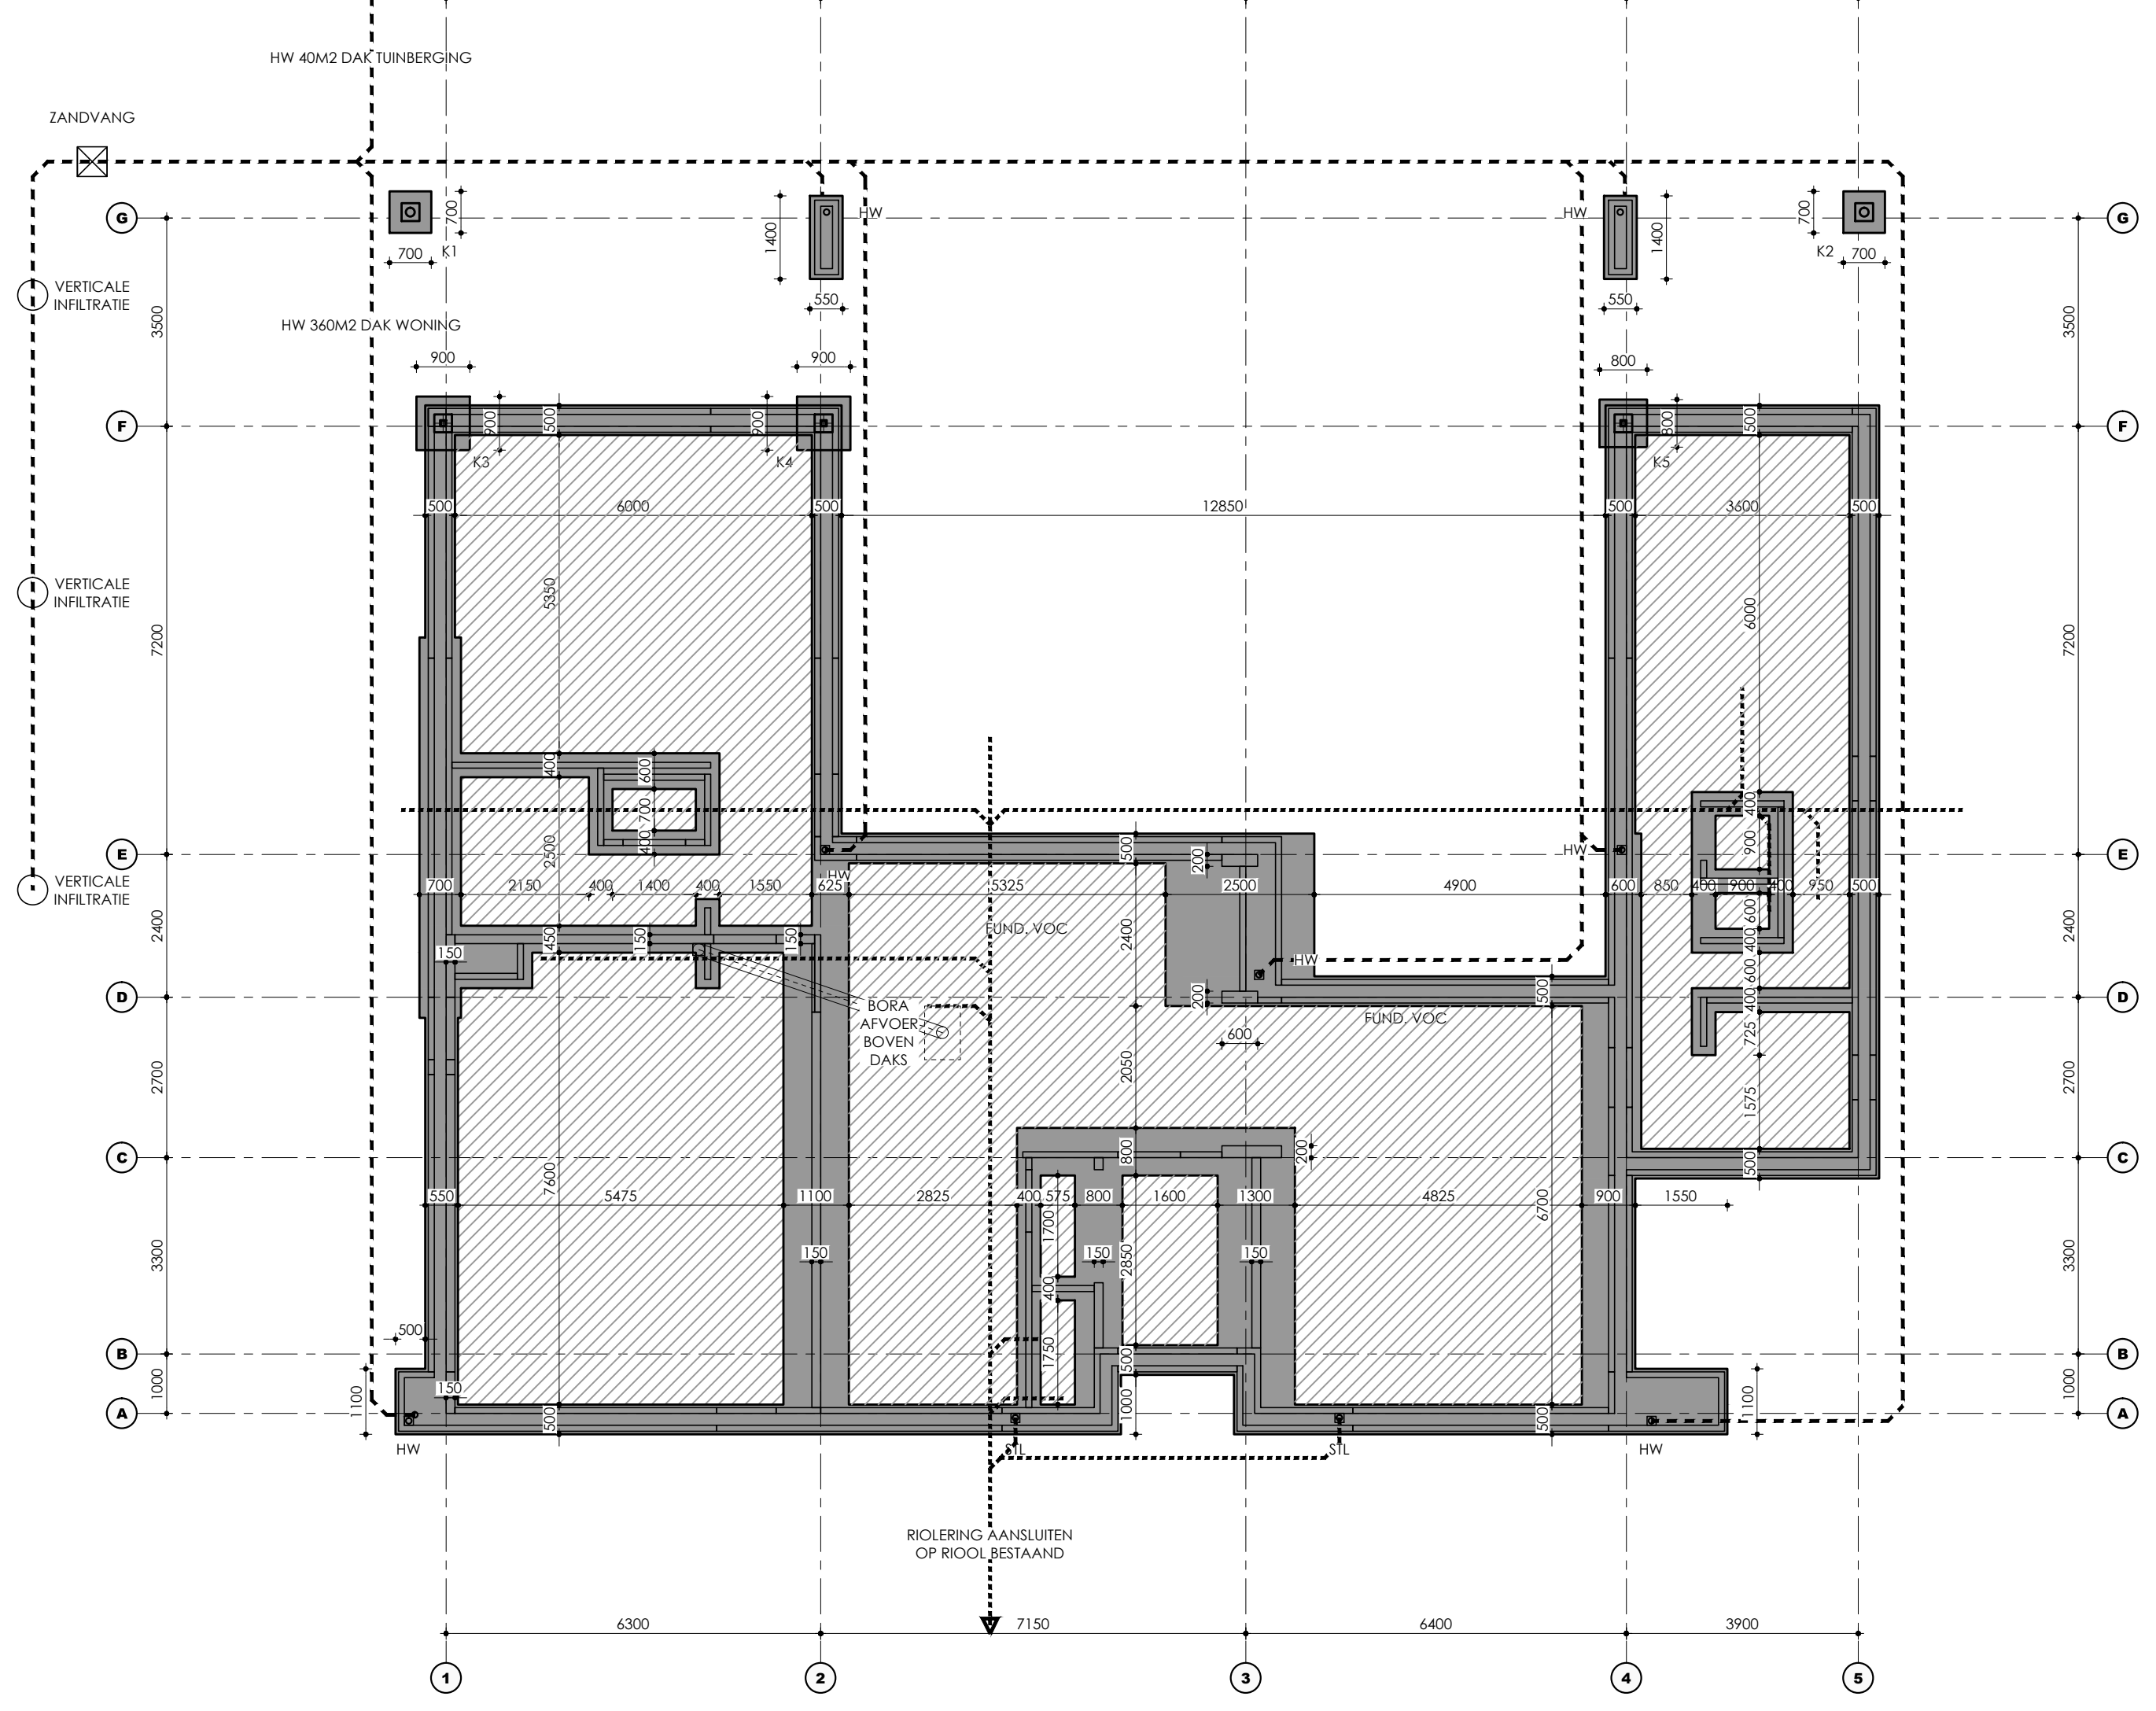 HW 40M2 DAK TUINBERGING
ZANDVANG
G
700
K1
700
1400
HW
550
HW
1400
550
700
K2
700
G
VERTICALE
INFILTRATIE
3500
HW 360M2 DAK WONING
3500
900
900
800
F
900
500
900
800
500
F
K3
K4
K5
500
6000
500
12850
500
3600
500
VERTICALE
INFILTRATIE
7200
5350
6000
7200
400
600
700
400
2500
400
900
E
500
200
HW
E
VERTICALE
INFILTRATIE
HW
700
2150
400
1400
400
1550
625
5325
2500
4900
600
850
400
900
400
950
500
2400
600
2400
FUND. VOC
2400
150
450
150
150
400
HW
600
D
200
500
400
D
BORA
AFVOER
BOVEN
DAKS
FUND. VOC
600
725
2700
2050
1575
2700
C
800
200
500
C
7600
550
5475
1100
2825
400
575
800
1600
1300
4825
6700
900
1550
3300
1700
150
150
2850
150
3300
400
500
B
1750
500
B
1000
1100
150
1000
1100
1000
A
500
500
A
HW
STL
STL
HW
RIOLERING AANSLUITEN
OP RIOOL BESTAAND
6300
7150
6400
3900
1
2
3
4
5